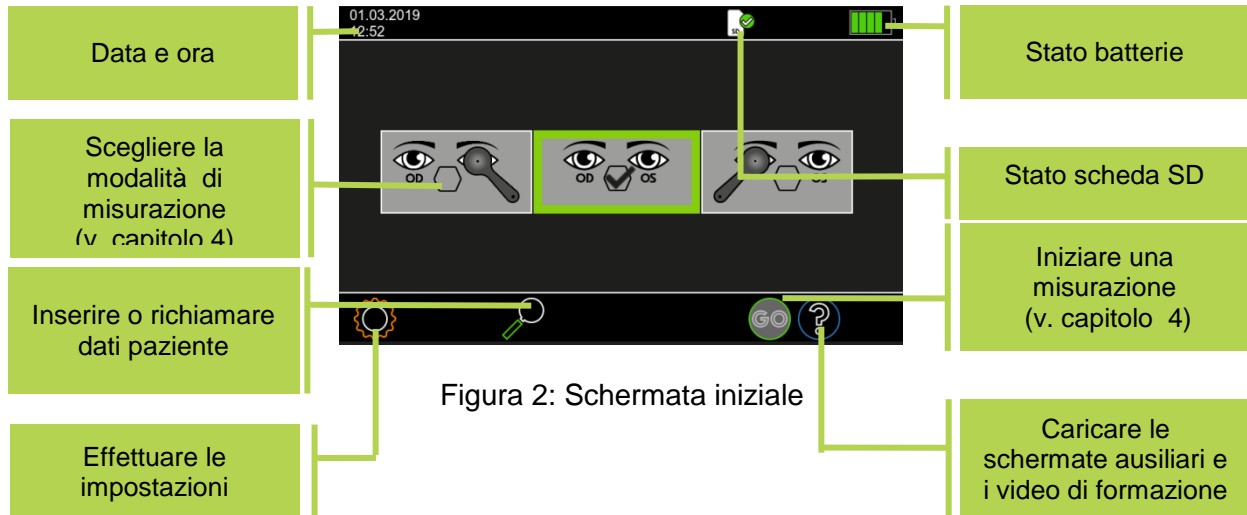 Data e ora
Scegliere la
modalità di
misurazione
(v. capitolo 4)
Inserire o richiamare
dati paziente
Effettuare le
impostazioni
01.03.2019
12:52
SD
OD
OD
OS
OS
GO
?
Figura 2: Schermata iniziale
Stato batterie
Stato scheda SD
Iniziare una
misurazione
(v. capitolo 4)
Caricare le
schermate ausiliari e
i video di formazione